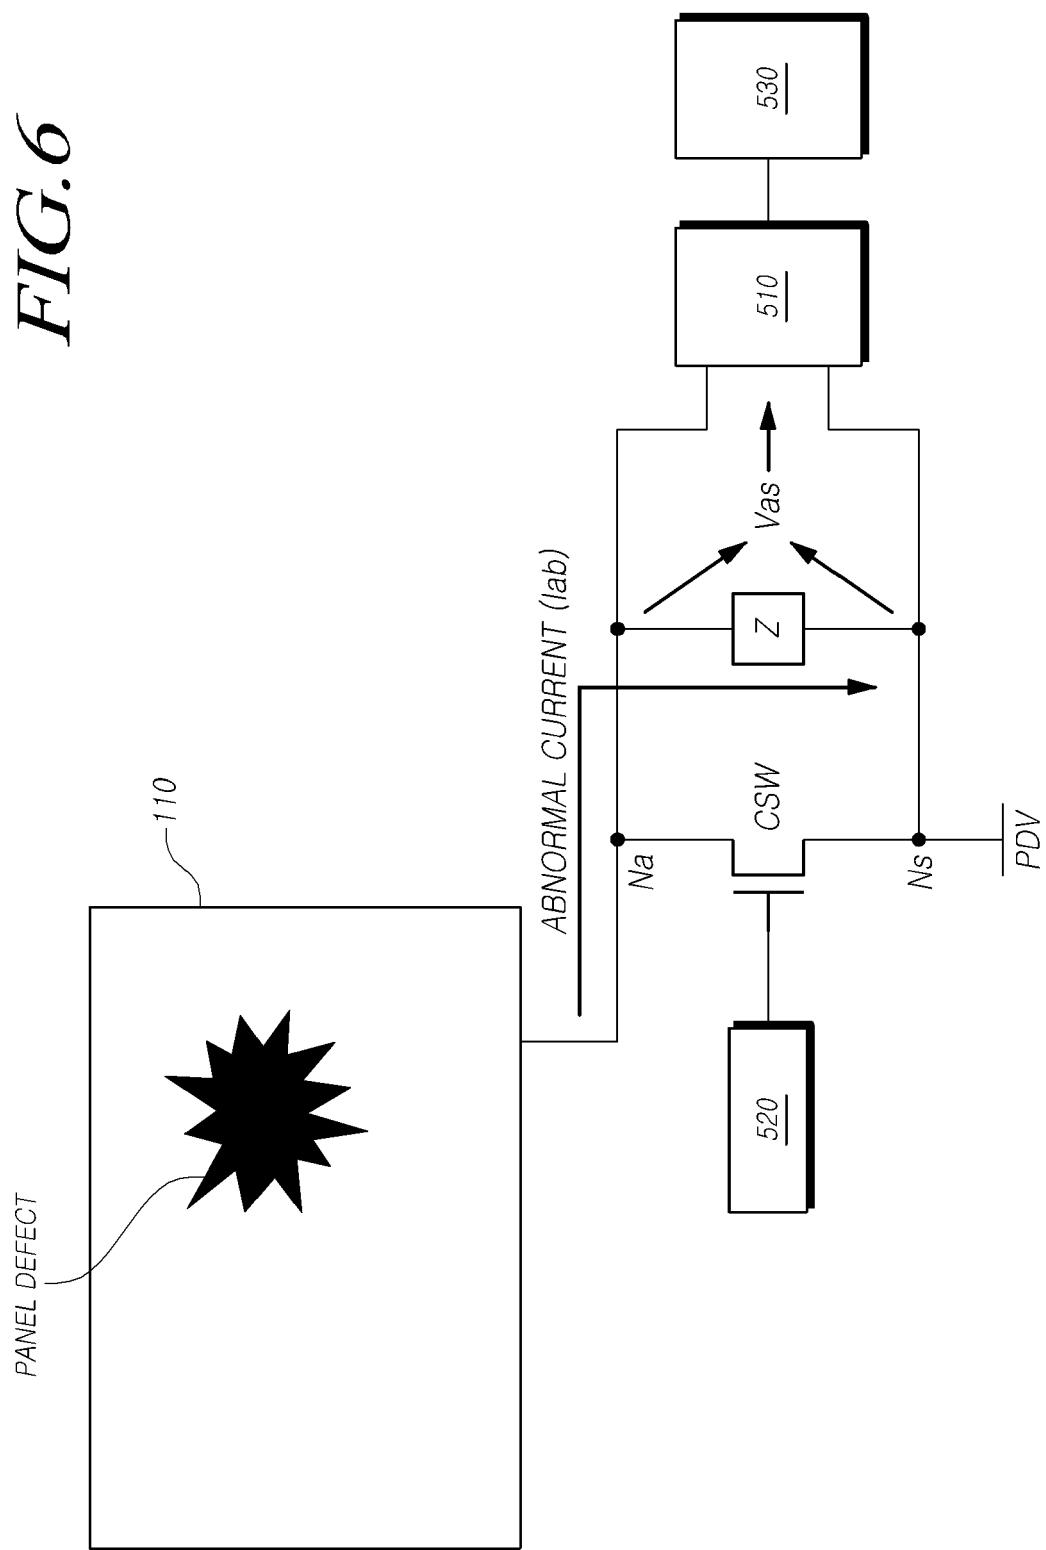 FIG.6
PANEL DEFECT
110
ABNORMAL CURRENT (Iab)
Na
CSW
Z
Vas
510
530
520
Ns
PDV